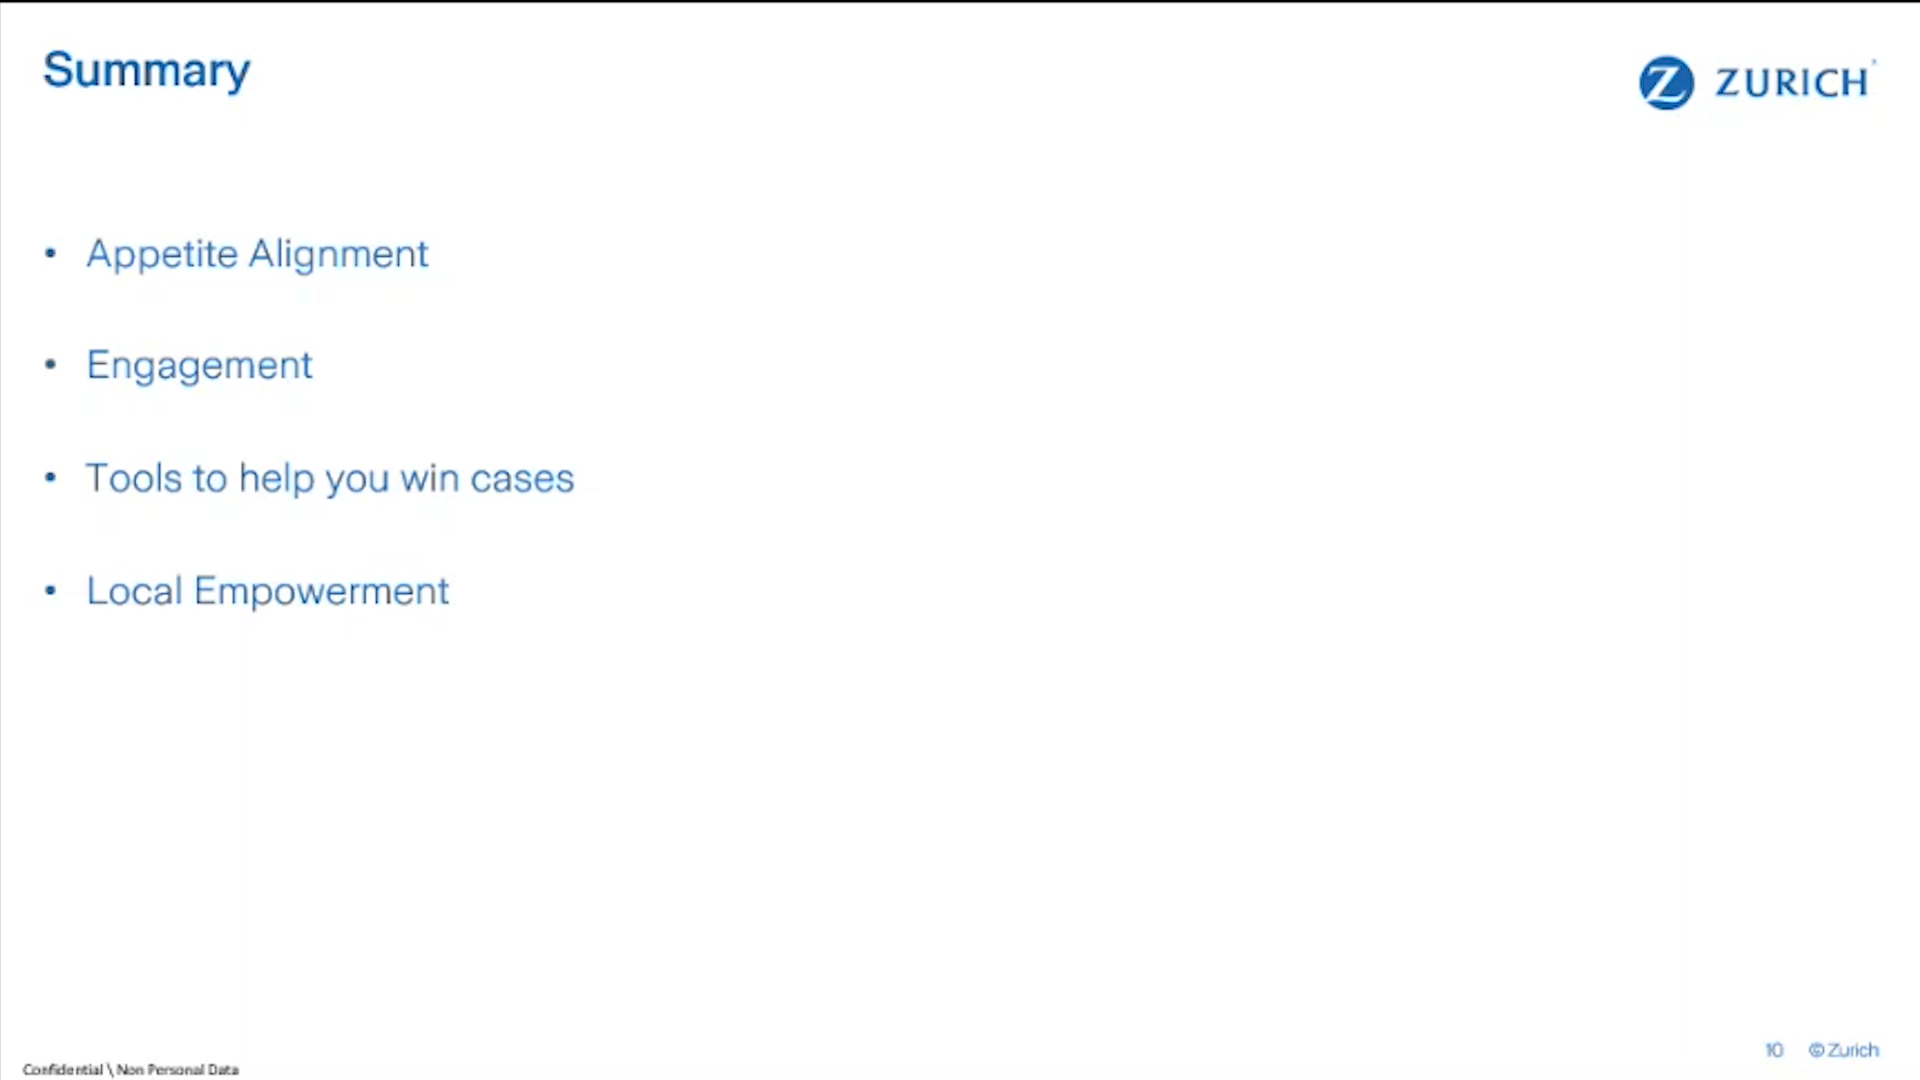 Summary
Z ZURICH
• Appetite Alignment
• Engagement
• Tools to help you win cases
• Local Empowerment
10 © Zurich
Confidential \ Non Personal Data